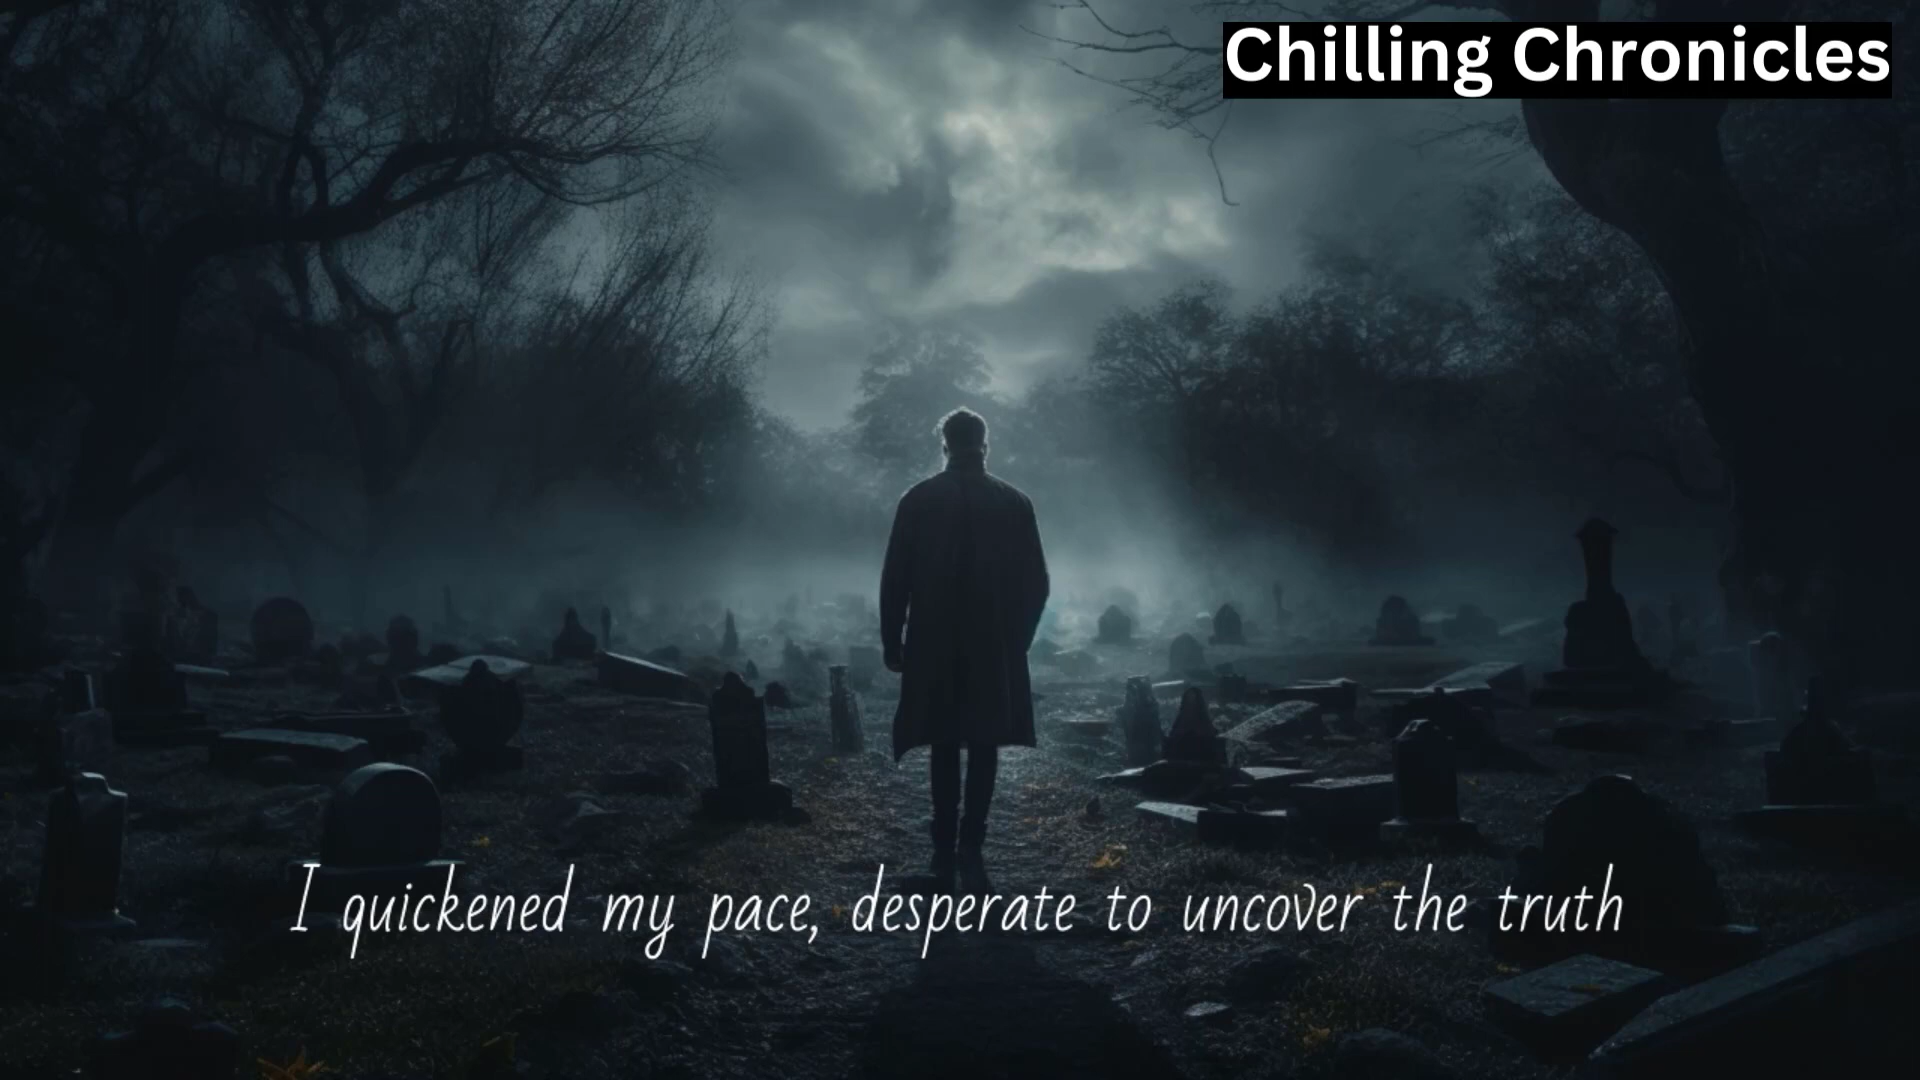 Chilling Chronicles
I quickened my pace, desperate to uncover the truth